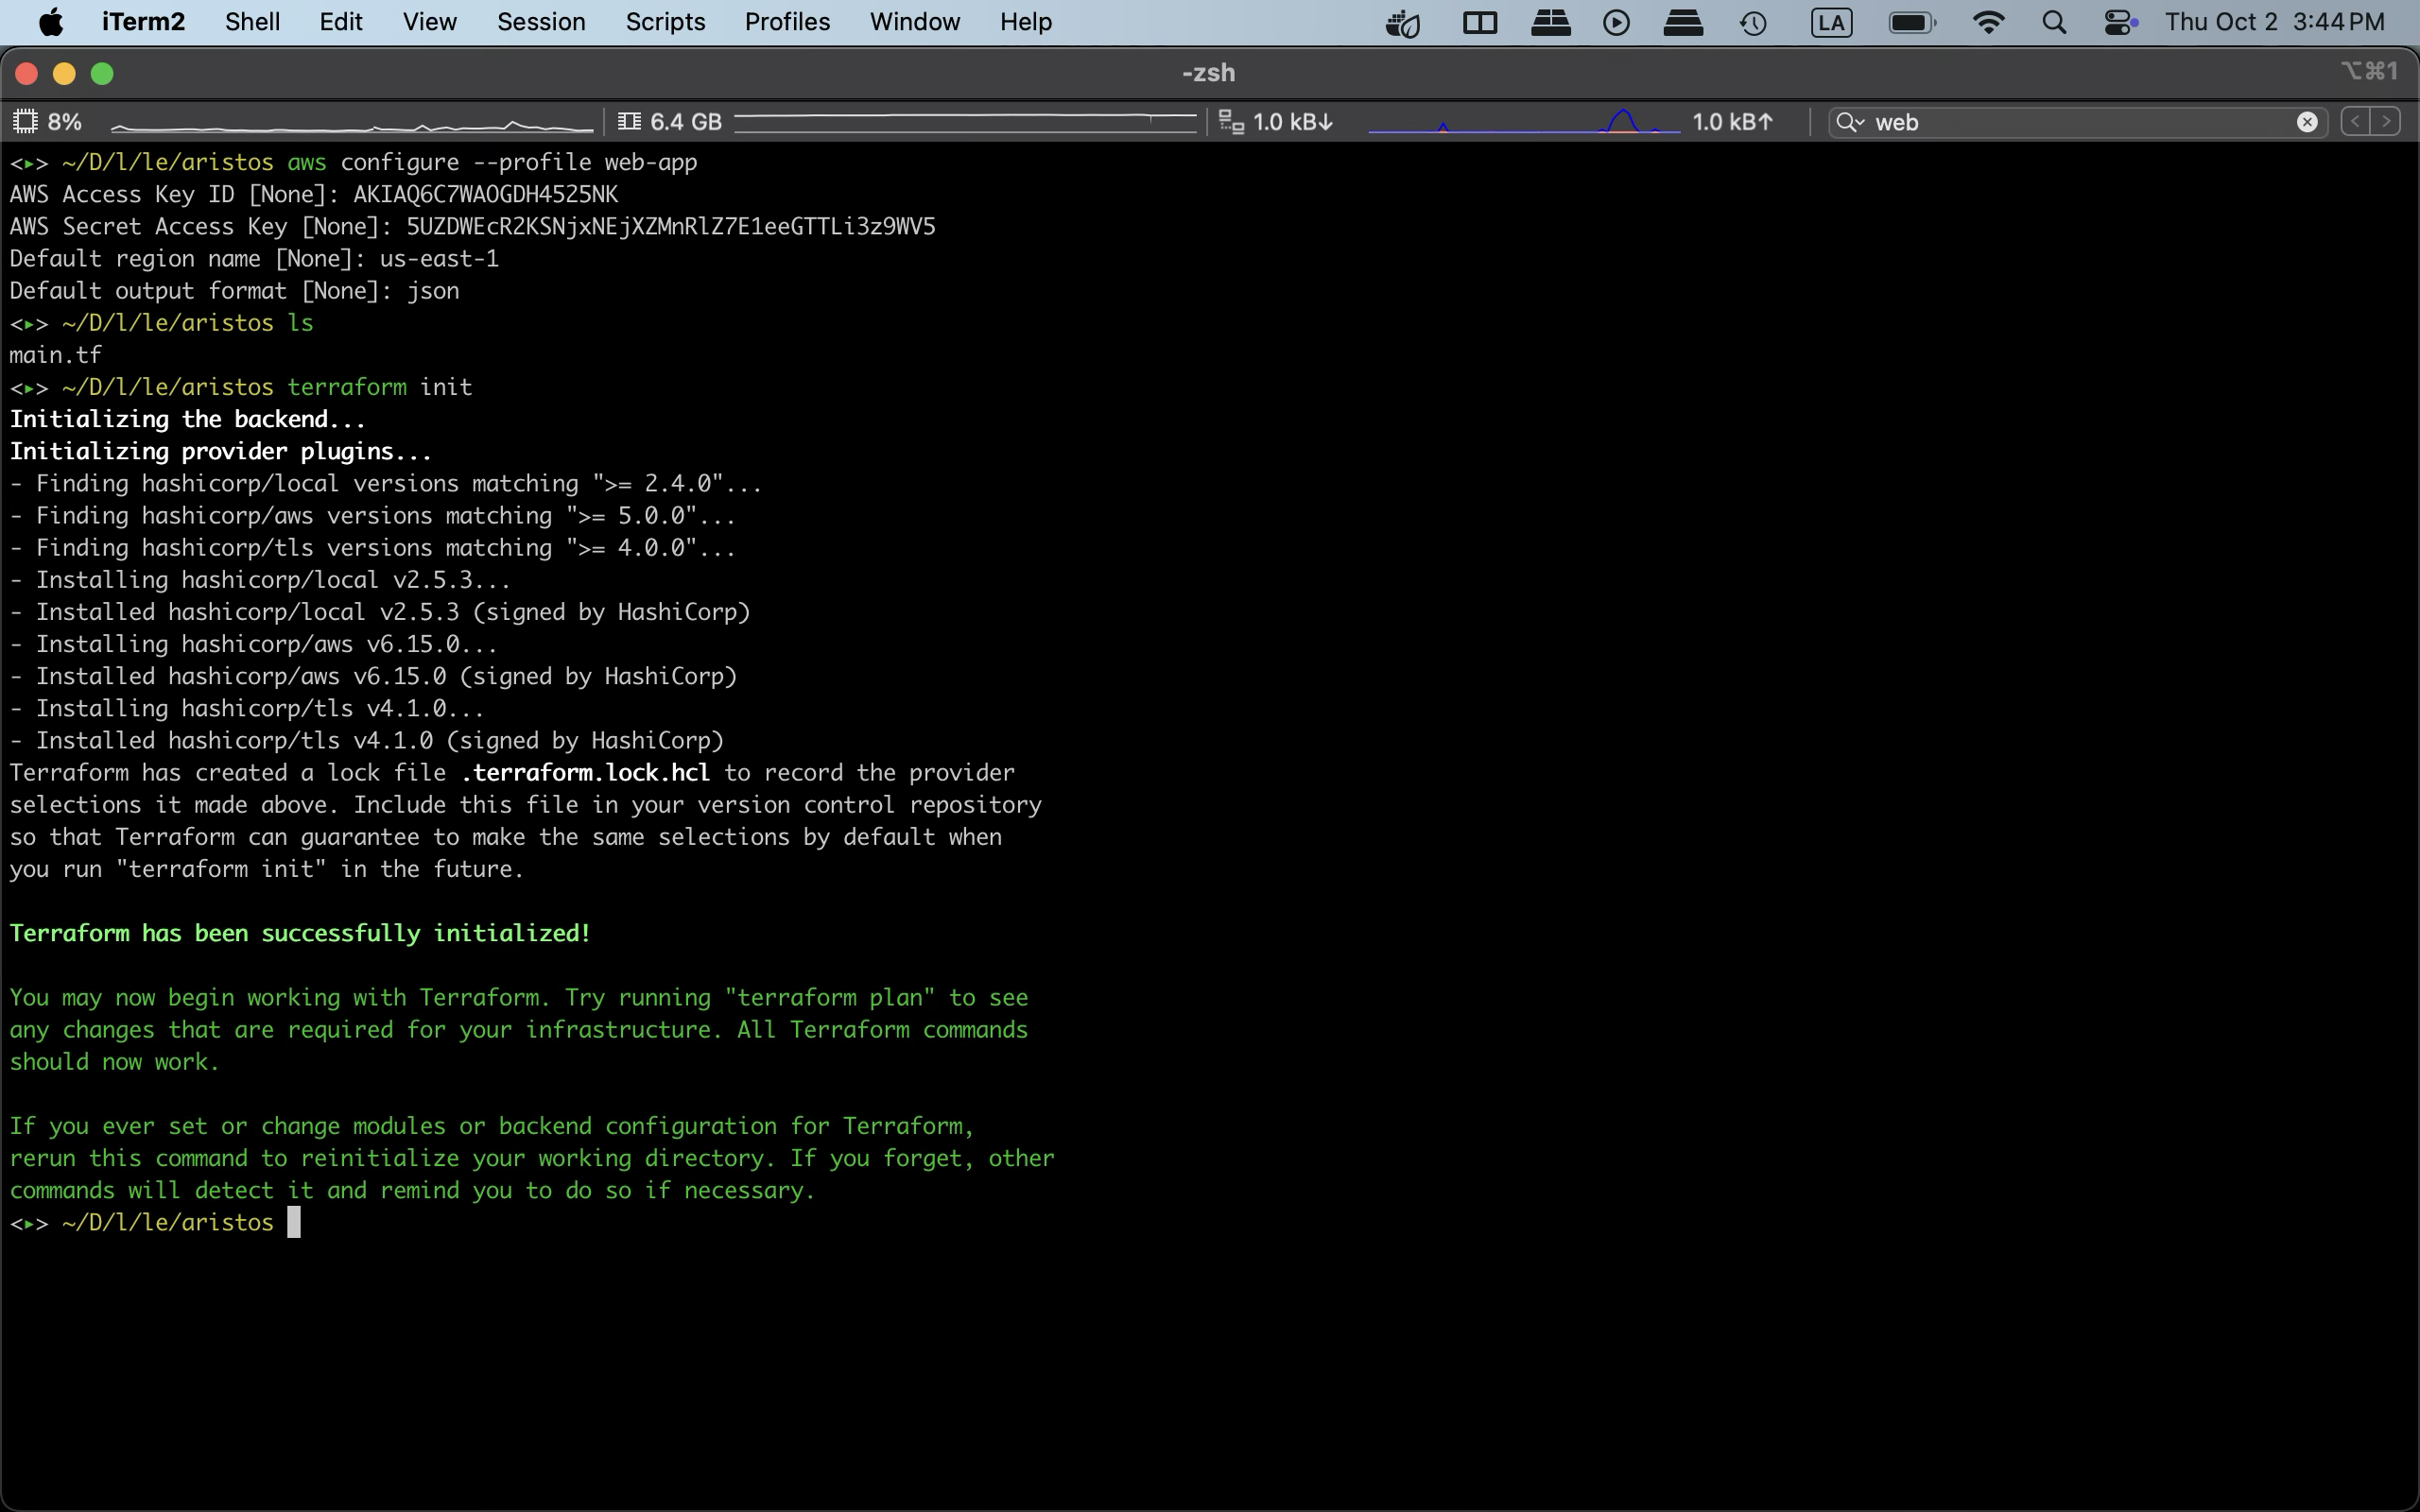 iTerm2 Shell Edit View Session Scripts Profiles Window Help LA Thu Oct 2 3:44 PM
-zsh ⌥⌘1
8% 6.4 GB 1.0 kB↓ 1.0 kB↑ web
<▸> ~/D/l/le/aristos aws configure --profile web-app
AWS Access Key ID [None]: AKIAQ6C7WAOGDH4525NK
AWS Secret Access Key [None]: 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
Default region name [None]: us-east-1
Default output format [None]: json
<▸> ~/D/l/le/aristos ls
main.tf
<▸> ~/D/l/le/aristos terraform init
Initializing the backend...
Initializing provider plugins...
- Finding hashicorp/local versions matching ">= 2.4.0"...
- Finding hashicorp/aws versions matching ">= 5.0.0"...
- Finding hashicorp/tls versions matching ">= 4.0.0"...
- Installing hashicorp/local v2.5.3...
- Installed hashicorp/local v2.5.3 (signed by HashiCorp)
- Installing hashicorp/aws v6.15.0...
- Installed hashicorp/aws v6.15.0 (signed by HashiCorp)
- Installing hashicorp/tls v4.1.0...
- Installed hashicorp/tls v4.1.0 (signed by HashiCorp)
Terraform has created a lock file .terraform.lock.hcl to record the provider
selections it made above. Include this file in your version control repository
so that Terraform can guarantee to make the same selections by default when
you run "terraform init" in the future.
Terraform has been successfully initialized!
You may now begin working with Terraform. Try running "terraform plan" to see
any changes that are required for your infrastructure. All Terraform commands
should now work.
If you ever set or change modules or backend configuration for Terraform,
rerun this command to reinitialize your working directory. If you forget, other
commands will detect it and remind you to do so if necessary.
<▸> ~/D/l/le/aristos